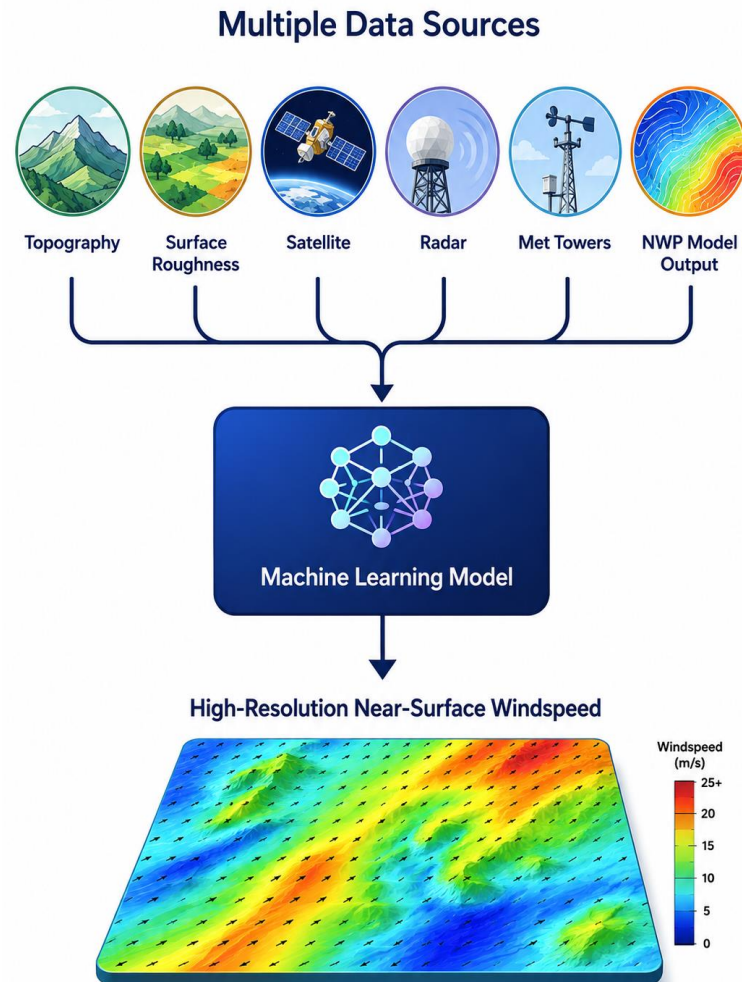 Multiple Data Sources
Topography
Surface
Roughness
Satellite
Radar
Met Towers
NWP Model
Output
Machine Learning Model
High-Resolution Near-Surface Windspeed
Windspeed
(m/s)
25+
20
15
10
5
0